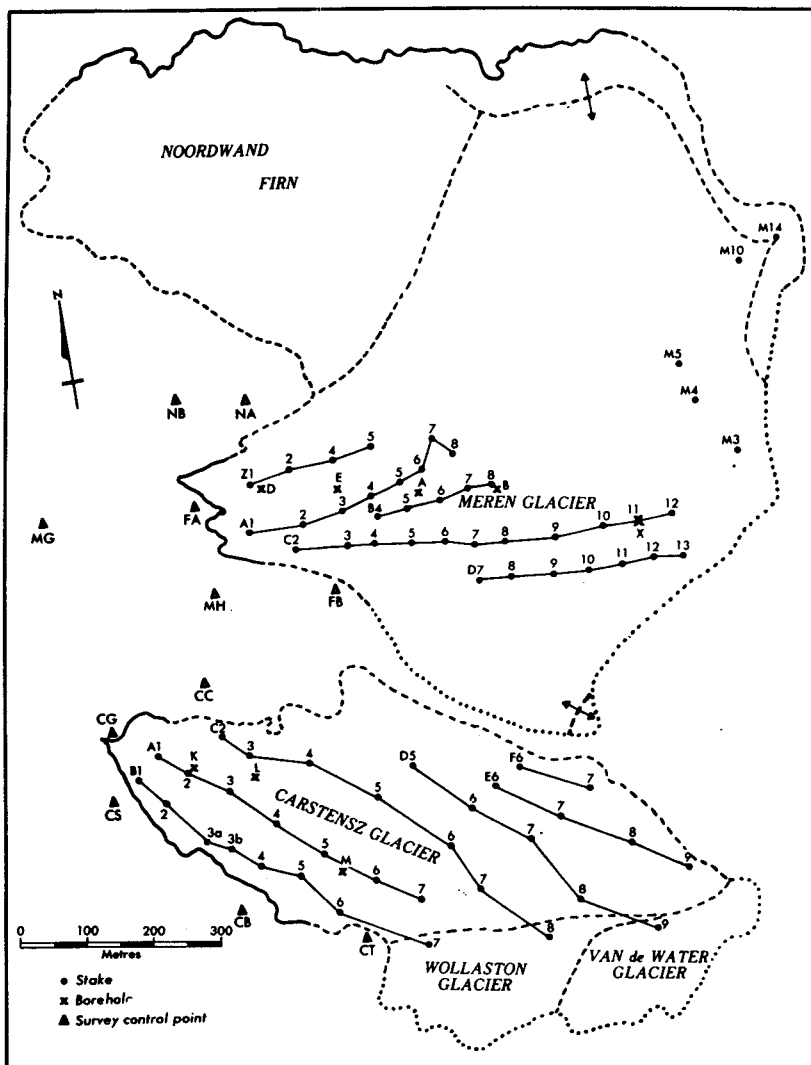 NOORDWAND
FIRN
M14
M10
N
M5
M4
NB
NA
M3
5
7
4
8
2
6
Z1
D
E
5
A
7
8
B
4
6
MEREN GLACIER
3
5
B4
FA
2
10
11
12
MG
A1
9
X
C2
3
4
5
6
7
8
13
12
11
10
9
8
D7
MH
FB
CC
CG
C2
A1
3
K
4
D5
F6
B1
L
2
E6
7
CS
3
5
6
2
CARSTENSZ GLACIER
7
4
7
3a
3b
8
5
6
4
M
9
5
6
7
7
8
6
9
CB
0
100
200
300
CT
7
8
Metres
VAN de WATER
WOLLASTON
GLACIER
GLACIER
Stake
Borehole
Survey control point